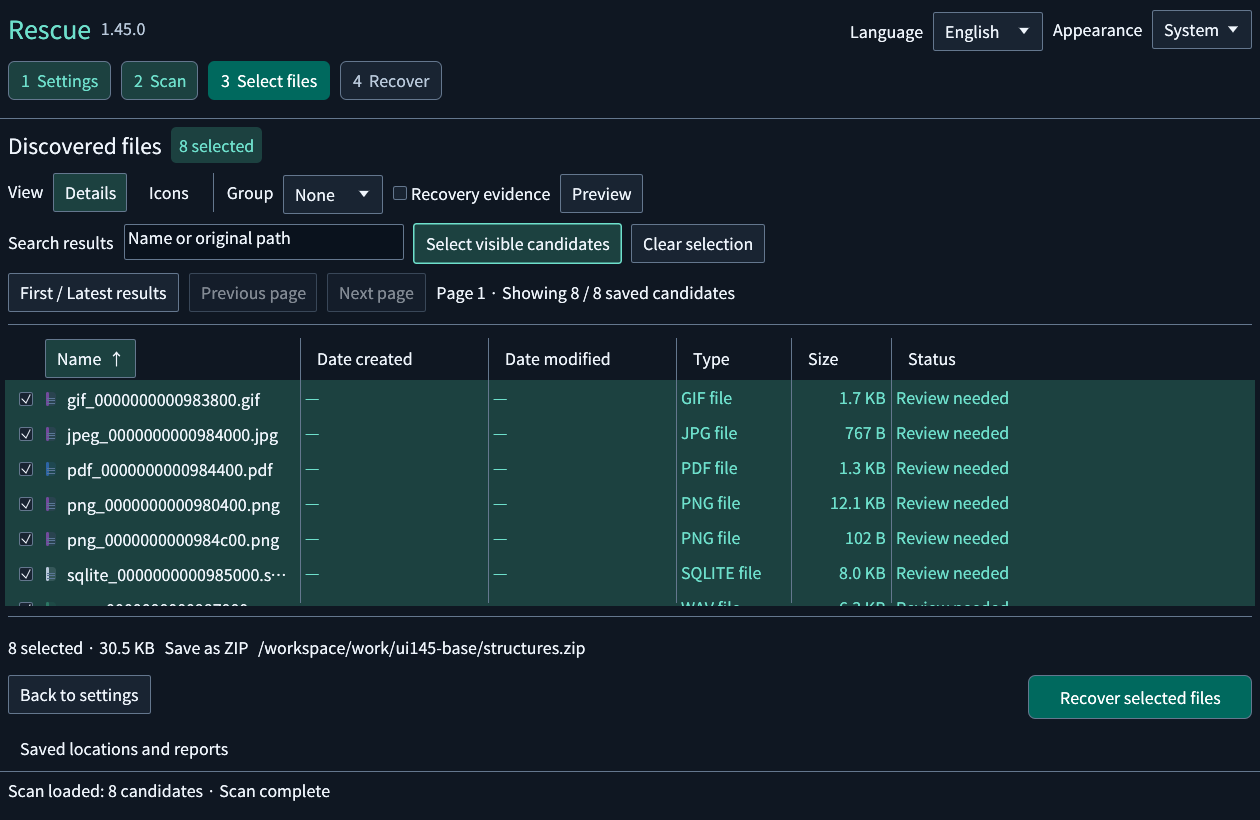 Rescue 1.45.0 Language English Appearance System
1 Settings 2 Scan 3 Select files 4 Recover
Discovered files 8 selected
View Details Icons Group None Recovery evidence Preview
Search results Name or original path Select visible candidates Clear selection
First / Latest results Previous page Next page Page 1 · Showing 8 / 8 saved candidates
Name ↑ Date created Date modified Type Size Status
gif_0000000000983800.gif — — GIF file 1.7 KB Review needed
jpeg_0000000000984000.jpg — — JPG file 767 B Review needed
pdf_0000000000984400.pdf — — PDF file 1.3 KB Review needed
png_0000000000980400.png — — PNG file 12.1 KB Review needed
png_0000000000984c00.png — — PNG file 102 B Review needed
sqlite_0000000000985000.s··· — — SQLITE file 8.0 KB Review needed
WAV file Review needed
8 selected · 30.5 KB Save as ZIP /workspace/work/ui145-base/structures.zip
Back to settings Recover selected files
Saved locations and reports
Scan loaded: 8 candidates · Scan complete